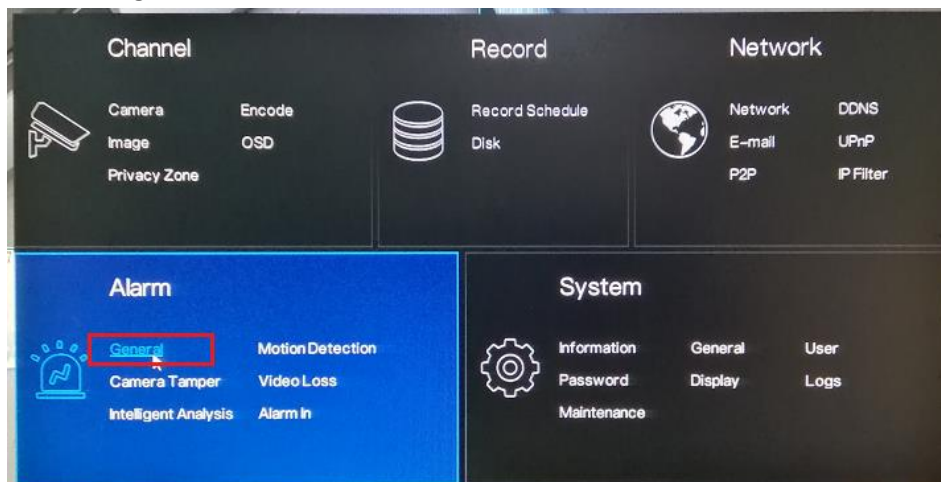 Channel
Camera Encode
Image OSD
Privacy Zone
Record
Record Schedule
Disk
Network
Network DDNS
E-mail UPnP
P2P IP Filter
Alarm
General Motion Detection
Camera Tamper Video Loss
Intelligent Analysis Alarm In
System
Information General User
Password Display Logs
Maintenance